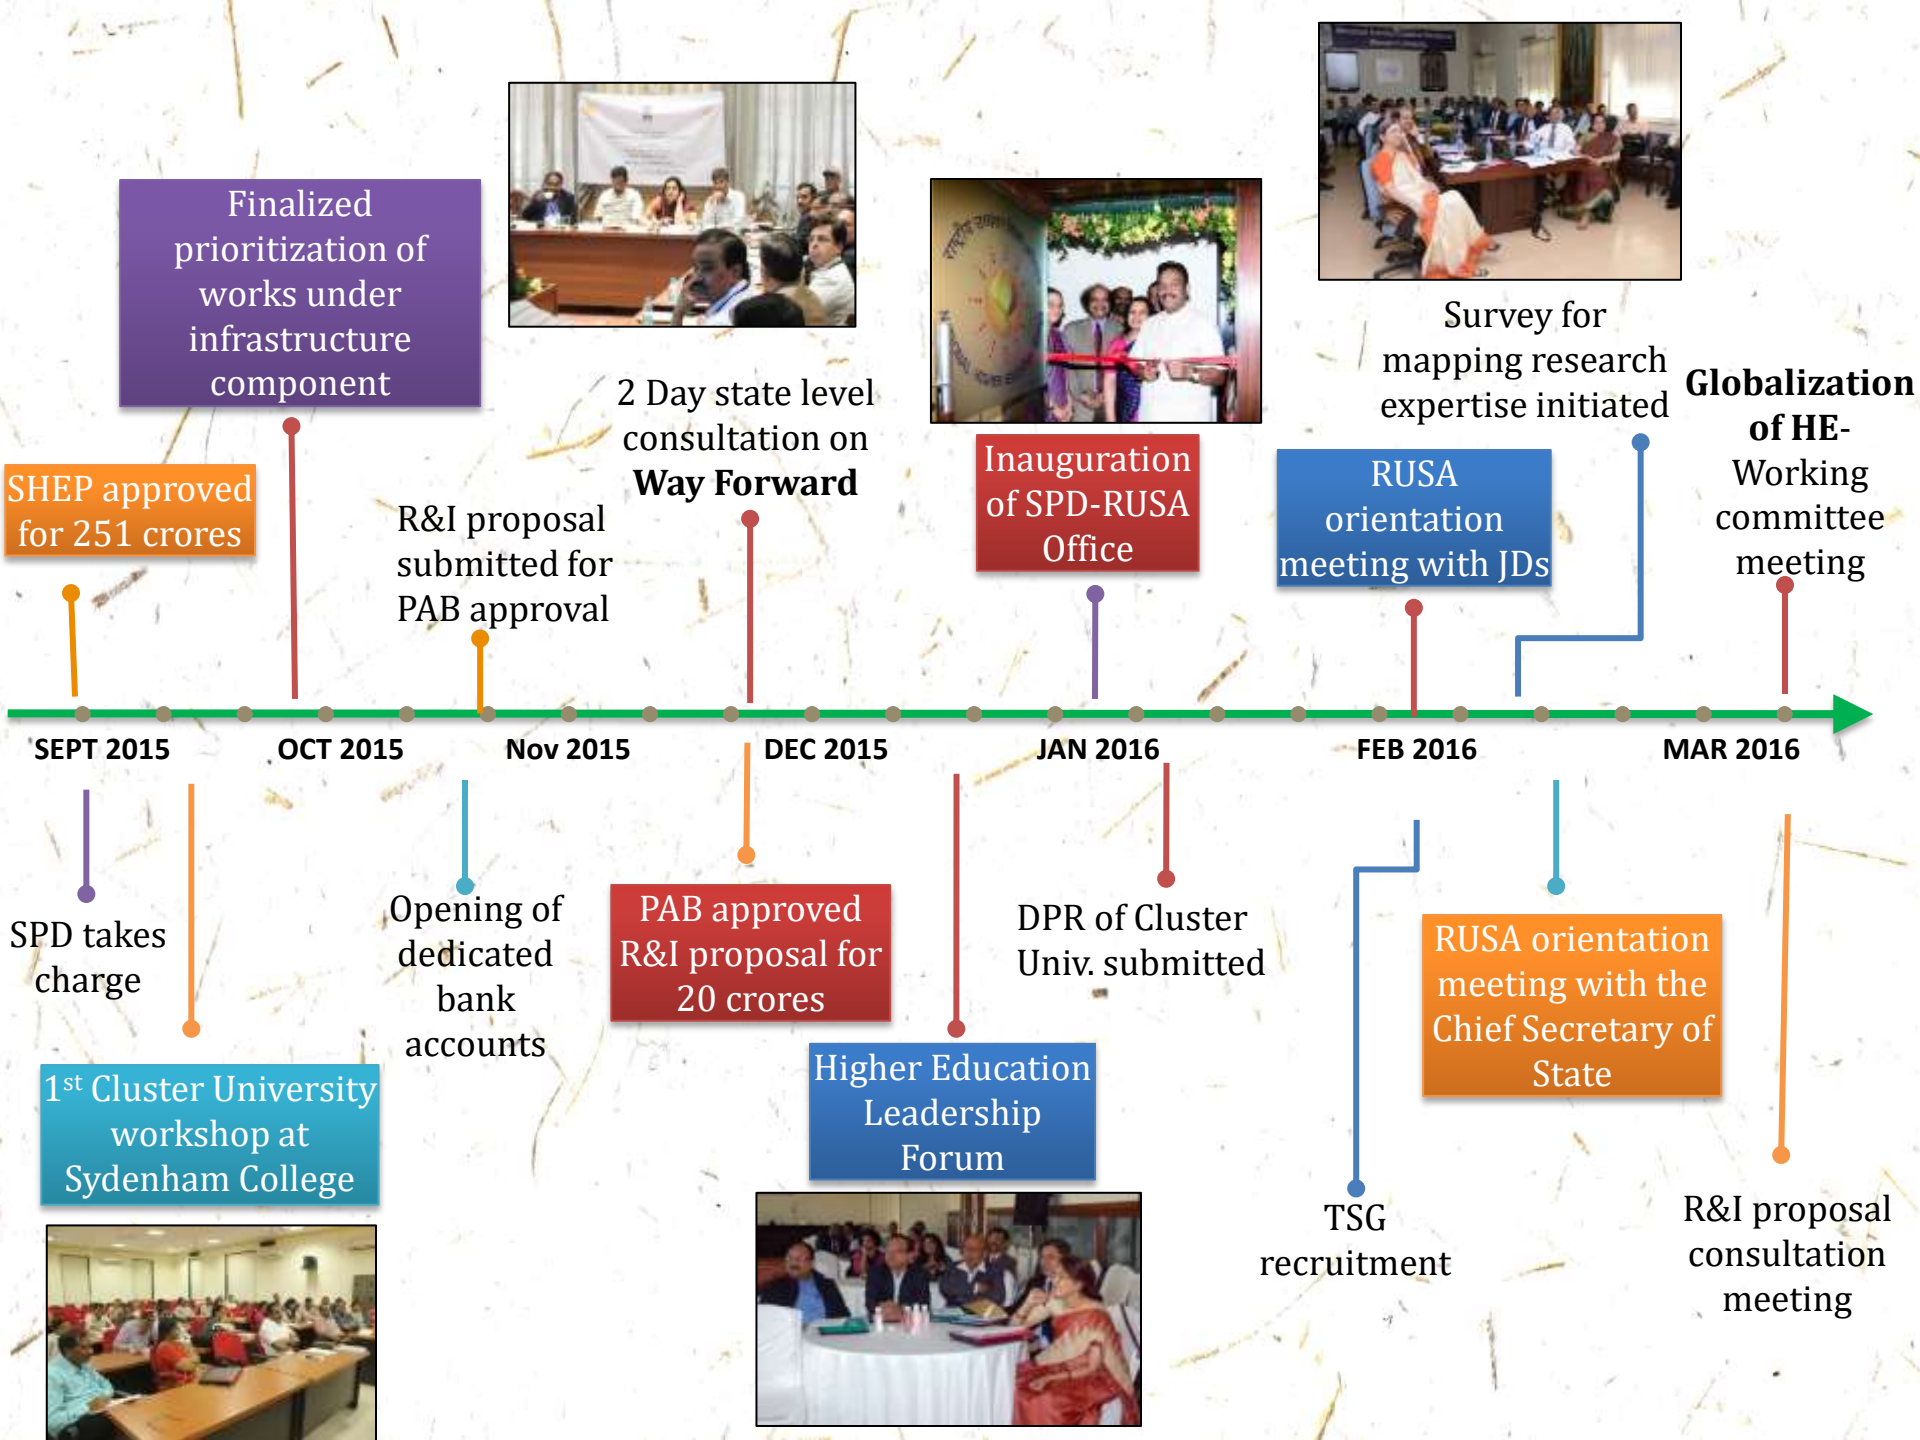 Finalized
prioritization of
works under
infrastructure
component
SHEP approved
for 251 crores
R&I proposal
submitted for
PAB approval
2 Day state level
consultation on
Way Forward
Inauguration
of SPD-RUSA
Office
RUSA
orientation
meeting with JDs
Survey for
mapping research
expertise initiated
Globalization
of HE-
Working
committee
meeting
SEPT 2015
OCT 2015
Nov 2015
DEC 2015
JAN 2016
FEB 2016
MAR 2016
SPD takes
charge
1st Cluster University
workshop at
Sydenham College
Opening of
dedicated
bank
accounts
PAB approved
R&I proposal for
20 crores
Higher Education
Leadership
Forum
DPR of Cluster
Univ. submitted
TSG
recruitment
RUSA orientation
meeting with the
Chief Secretary of
State
R&I proposal
consultation
meeting